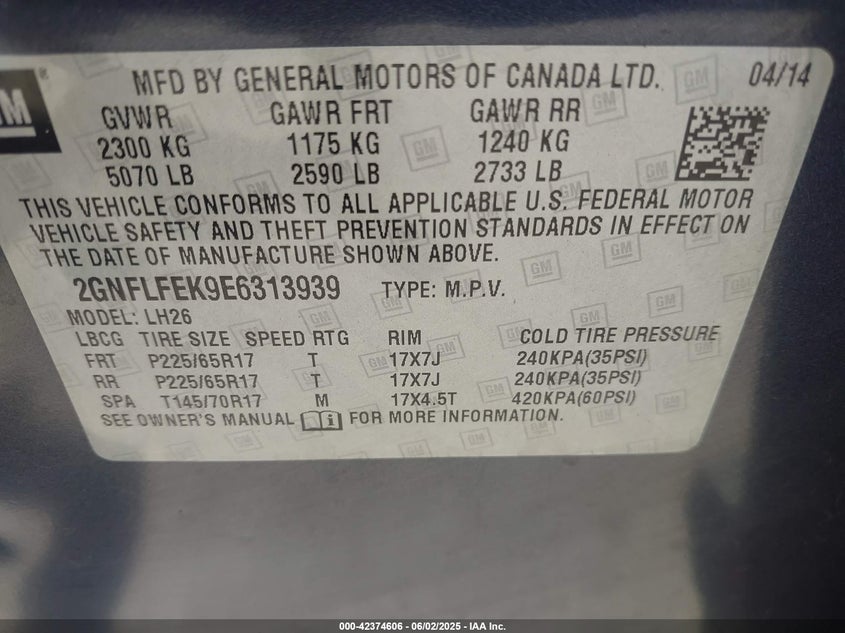 GM ®
MFD BY GENERAL MOTORS OF CANADA LTD. 04/14
GVWR GAWR FRT GAWR RR
2300 KG 1175 KG 1240 KG
5070 LB 2590 LB 2733 LB
THIS VEHICLE CONFORMS TO ALL APPLICABLE U.S. FEDERAL MOTOR
VEHICLE SAFETY AND THEFT PREVENTION STANDARDS IN EFFECT ON
THE DATE OF MANUFACTURE SHOWN ABOVE.
2GNFLFEK9E6313939 TYPE: M.P.V.
MODEL: LH26
LBCG TIRE SIZE SPEED RTG RIM COLD TIRE PRESSURE
FRT P225/65R17 T 17X7J 240KPA(35PSI)
RR P225/65R17 T 17X7J 240KPA(35PSI)
SPA T145/70R17 M 17X4.5T 420KPA(60PSI)
SEE OWNER'S MANUAL FOR MORE INFORMATION.
000-42374606 - 06/02/2025 - IAA Inc.